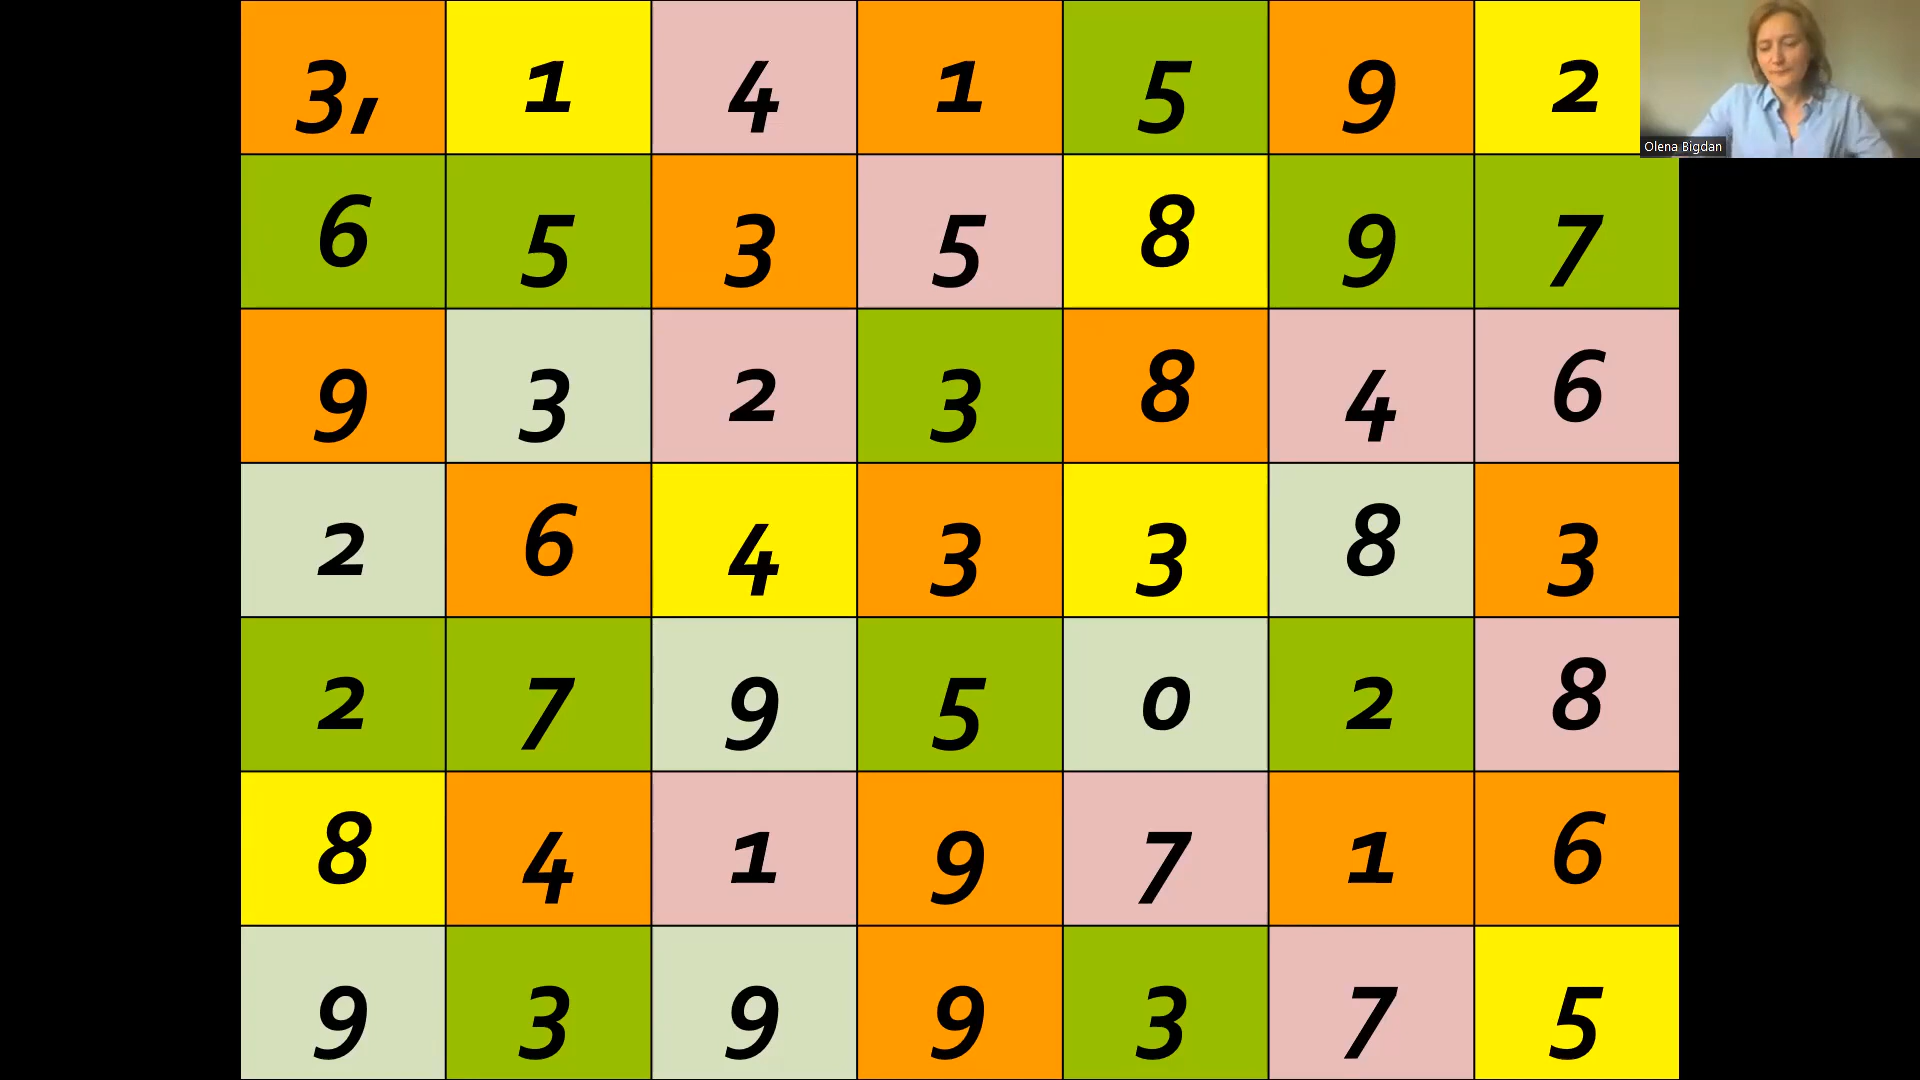 3, 1 4 1 5 9 2
Olena Bigdan
6 5 3 5 8 9 7
9 3 2 3 8 4 6
2 6 4 3 3 8 3
2 7 9 5 0 2 8
8 4 1 9 7 1 6
9 3 9 9 3 7 5